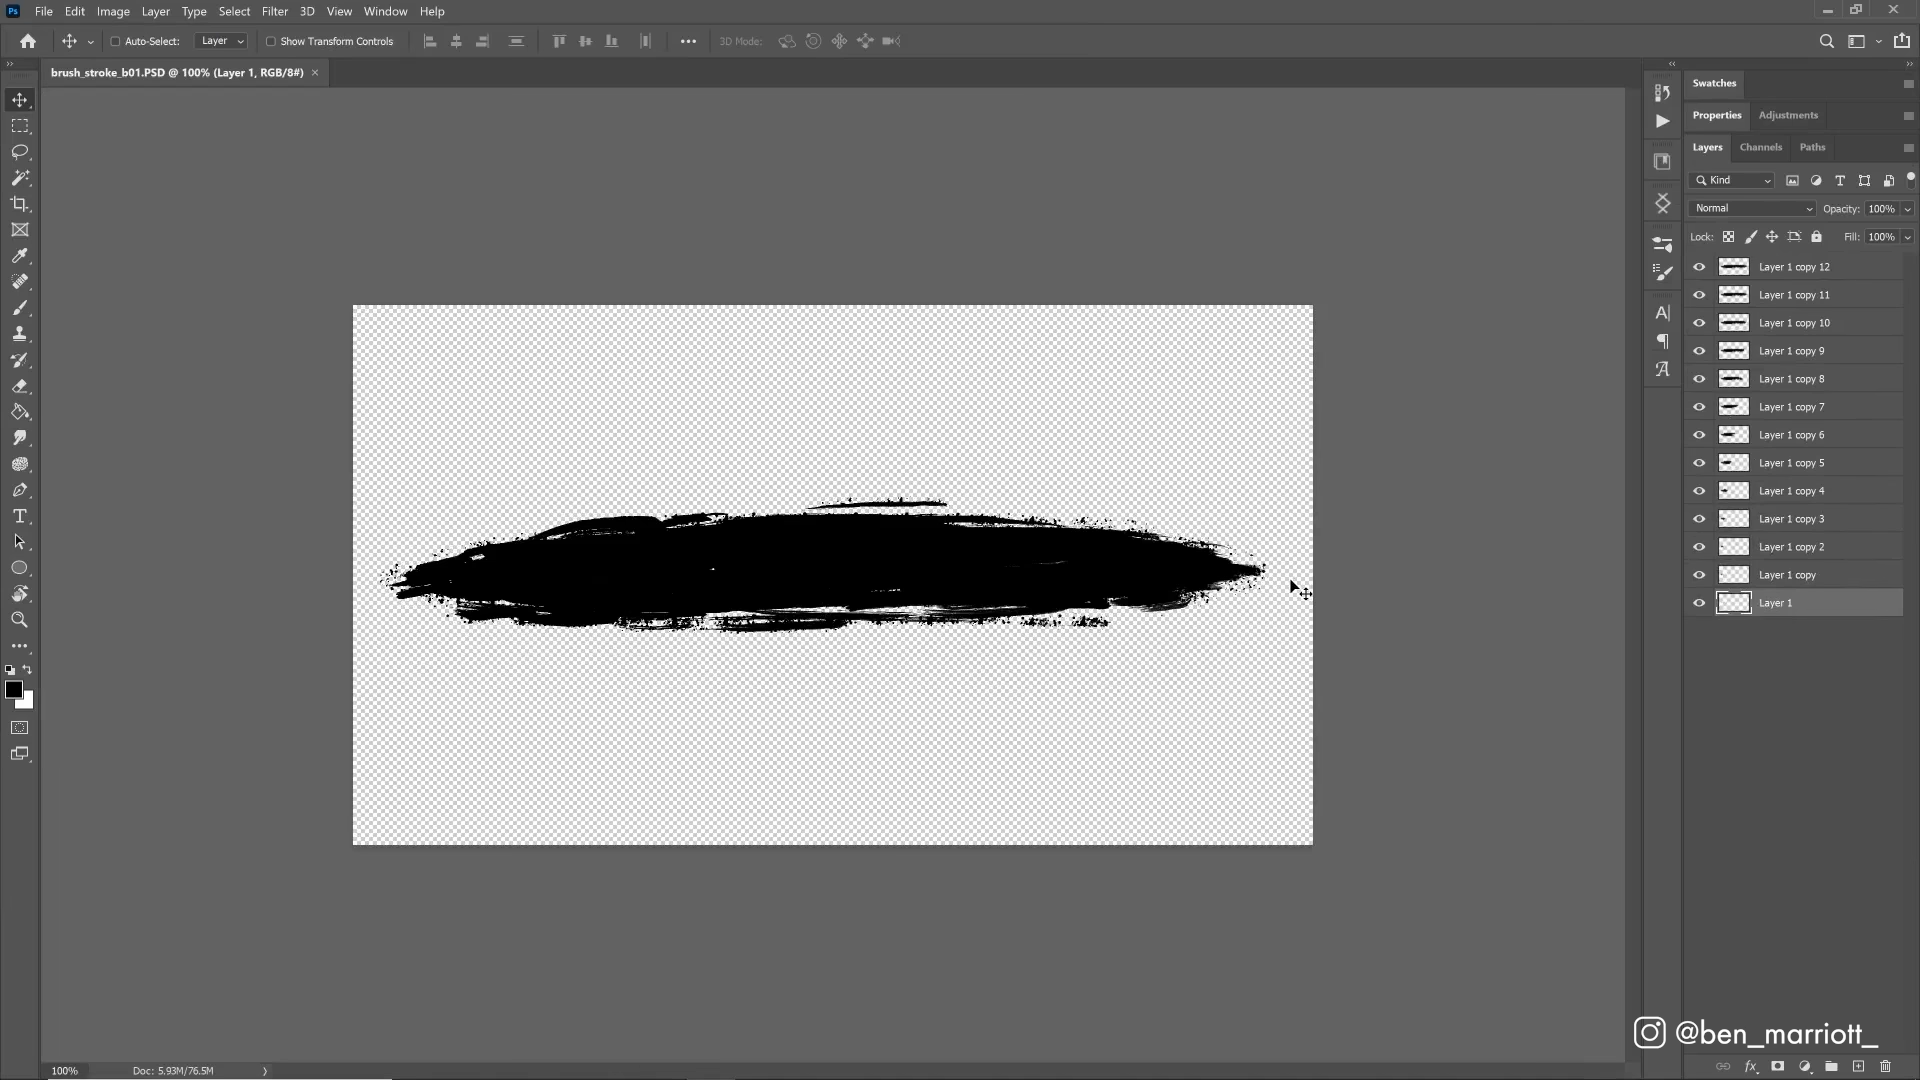 Ps File Edit Image Layer Type Select Filter 3D View Window Help
Auto-Select: Layer Show Transform Controls 3D Mode:
brush_stroke_b01.PSD @ 100% (Layer 1, RGB/8#) ×
Swatches
Properties Adjustments
Layers Channels Paths
Kind
Normal Opacity: 100%
Lock: Fill: 100%
Layer 1 copy 12
Layer 1 copy 11
Layer 1 copy 10
Layer 1 copy 9
Layer 1 copy 8
Layer 1 copy 7
Layer 1 copy 6
Layer 1 copy 5
Layer 1 copy 4
Layer 1 copy 3
Layer 1 copy 2
Layer 1 copy
Layer 1
@ben_marriott_
100% Doc: 5.93M/76.5M